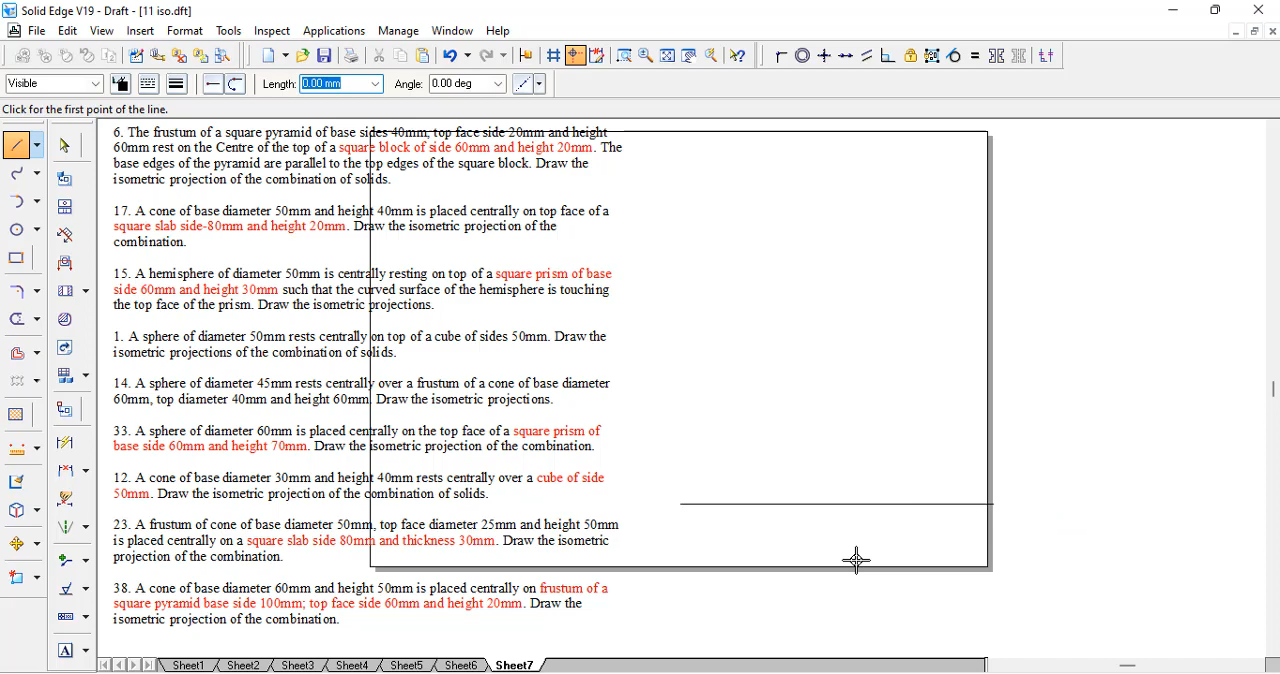 Solid Edge V19 - Draft - [11 iso.dft]
File Edit View Insert Format Tools Inspect Applications Manage Window Help
Visible Length: 0.00 mm Angle: 0.00 deg
Click for the first point of the line.
6. The frustum of a square pyramid of base sides 40mm, top face side 20mm and height
60mm rest on the Centre of the top of a square block of side 60mm and height 20mm. The
base edges of the pyramid are parallel to the top edges of the square block. Draw the
isometric projection of the combination of solids.
17. A cone of base diameter 50mm and height 40mm is placed centrally on top face of a
square slab side-80mm and height 20mm. Draw the isometric projection of the
combination.
15. A hemisphere of diameter 50mm is centrally resting on top of a square prism of base
side 60mm and height 30mm such that the curved surface of the hemisphere is touching
the top face of the prism. Draw the isometric projections.
1. A sphere of diameter 50mm rests centrally on top of a cube of sides 50mm. Draw the
isometric projections of the combination of solids.
14. A sphere of diameter 45mm rests centrally over a frustum of a cone of base diameter
60mm, top diameter 40mm and height 60mm. Draw the isometric projections.
33. A sphere of diameter 60mm is placed centrally on the top face of a square prism of
base side 60mm and height 70mm. Draw the isometric projection of the combination.
12. A cone of base diameter 30mm and height 40mm rests centrally over a cube of side
50mm. Draw the isometric projection of the combination of solids.
23. A frustum of cone of base diameter 50mm, top face diameter 25mm and height 50mm
is placed centrally on a square slab side 80mm and thickness 30mm. Draw the isometric
projection of the combination.
38. A cone of base diameter 60mm and height 50mm is placed centrally on frustum of a
square pyramid base side 100mm; top face side 60mm and height 20mm. Draw the
isometric projection of the combination.
Sheet1 Sheet2 Sheet3 Sheet4 Sheet5 Sheet6 Sheet7